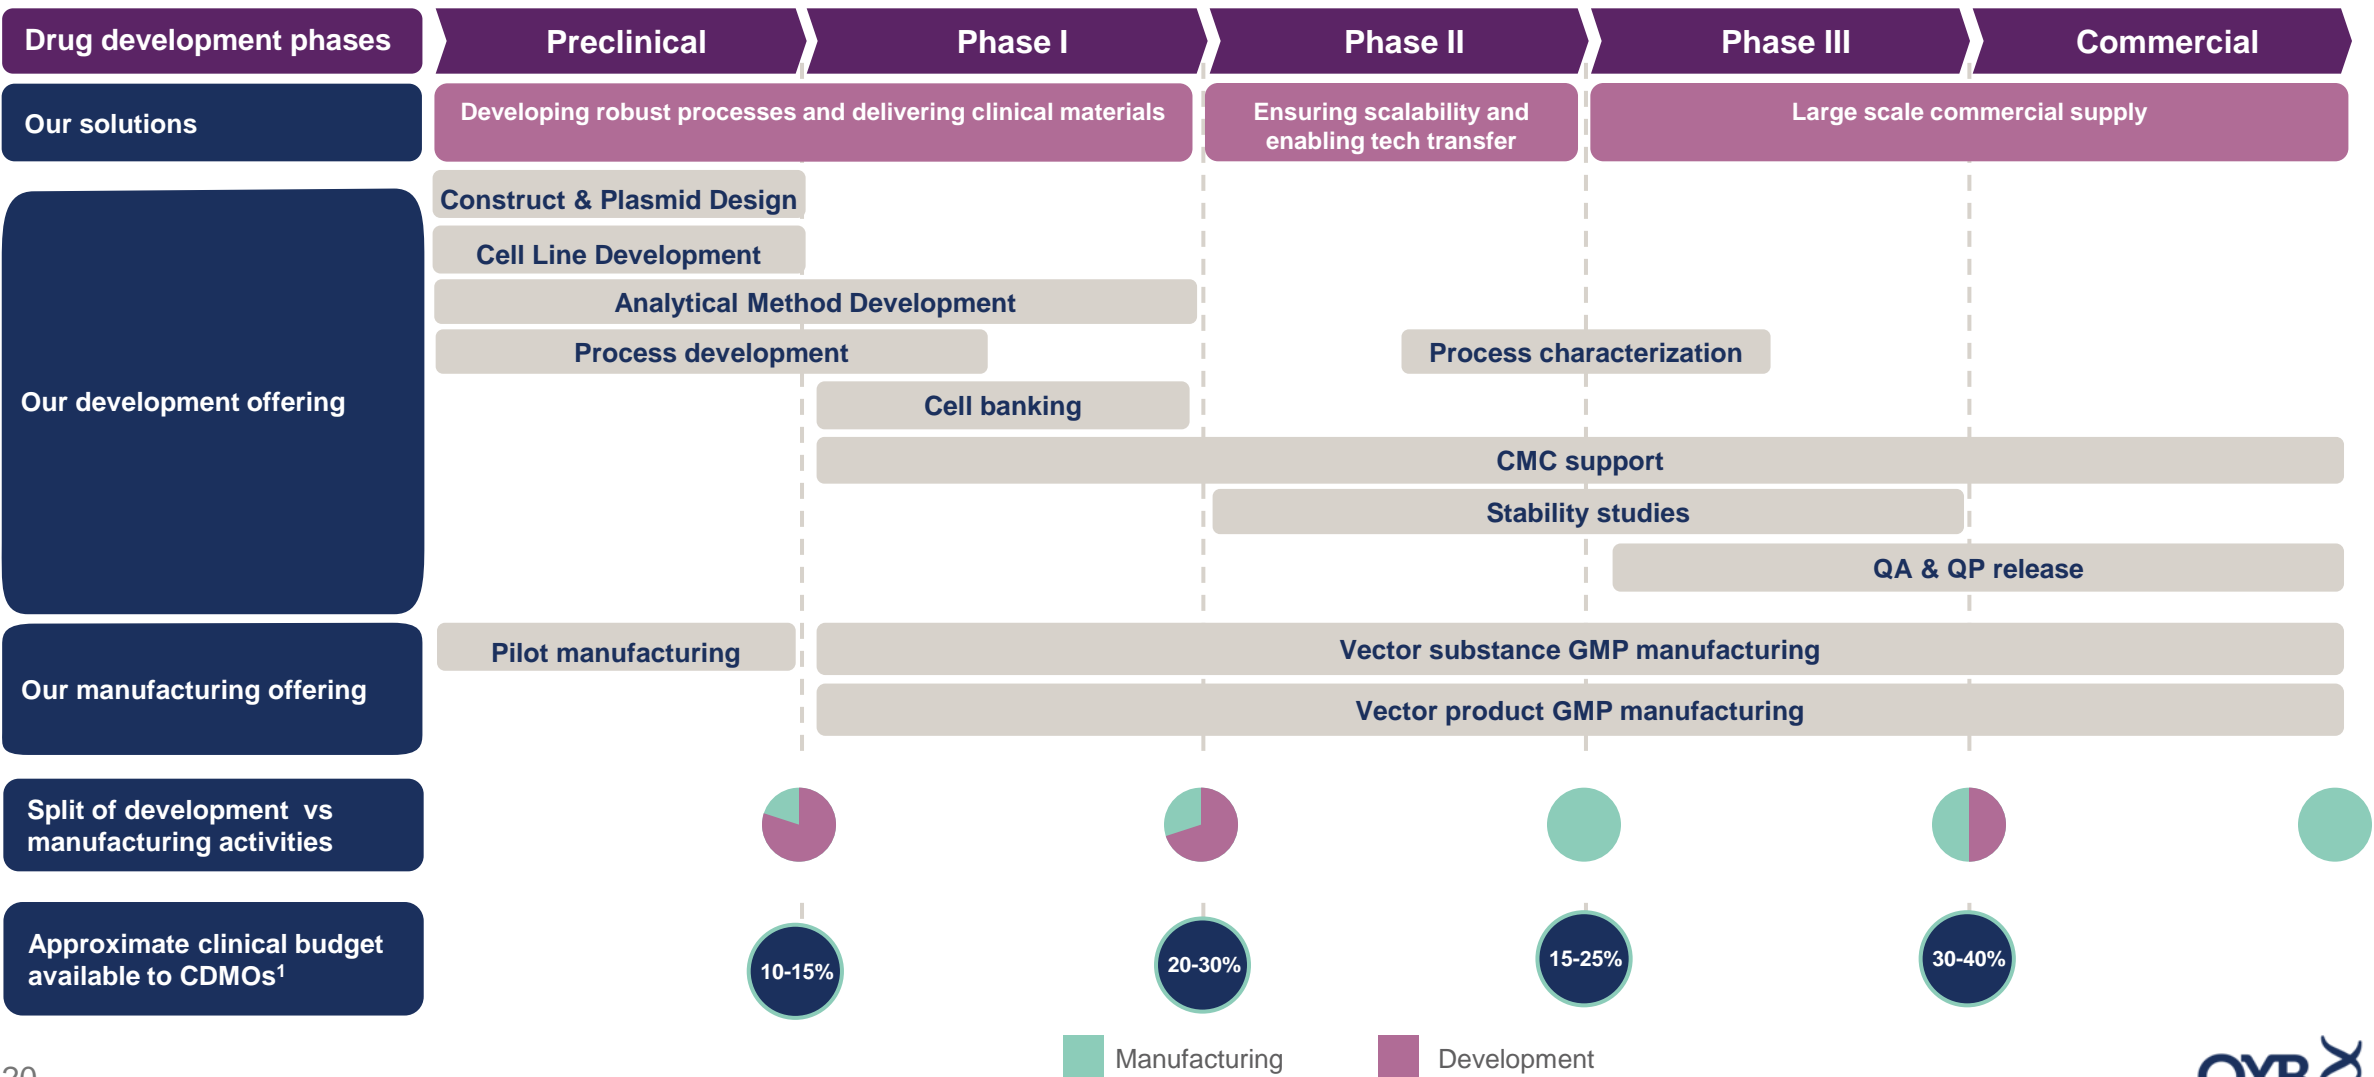 Drug development phases
Preclinical
Phase I
Phase II
Phase III
Commercial
Our solutions
Developing robust processes and delivering clinical materials
Ensuring scalability and
enabling tech transfer
Large scale commercial supply
Our development offering
Construct & Plasmid Design
Cell Line Development
Analytical Method Development
Process development
Process characterization
Cell banking
CMC support
Stability studies
QA & QP release
Our manufacturing offering
Pilot manufacturing
Vector substance GMP manufacturing
Vector product GMP manufacturing
Split of development vs
manufacturing activities
Approximate clinical budget
available to CDMOs¹
10-15%
20-30%
15-25%
30-40%
Manufacturing
Development
20
OXB